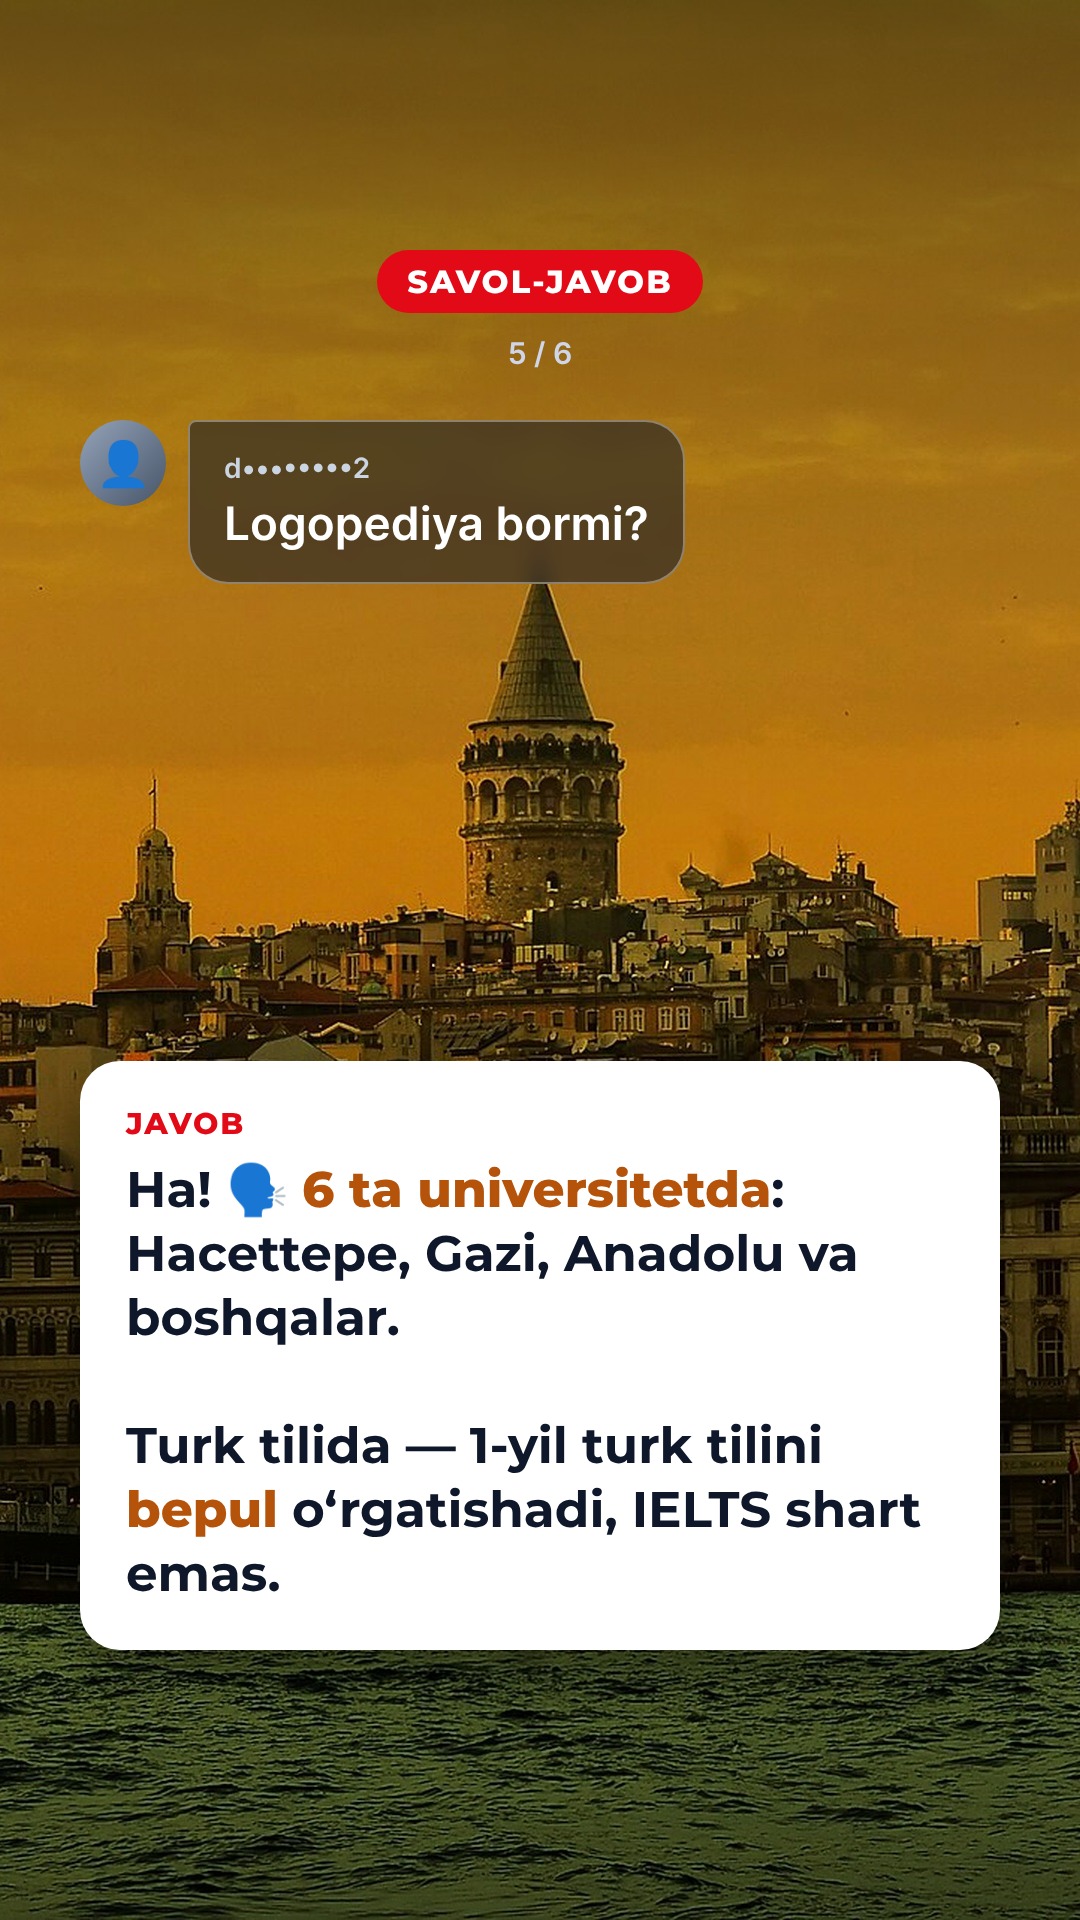 SAVOL-JAVOB
5 / 6
d••••••••2
Logopediya bormi?
JAVOB
Ha! 🗣️ 6 ta universitetda:
Hacettepe, Gazi, Anadolu va
boshqalar.
Turk tilida — 1-yil turk tilini
bepul oʻrgatishadi, IELTS shart
emas.